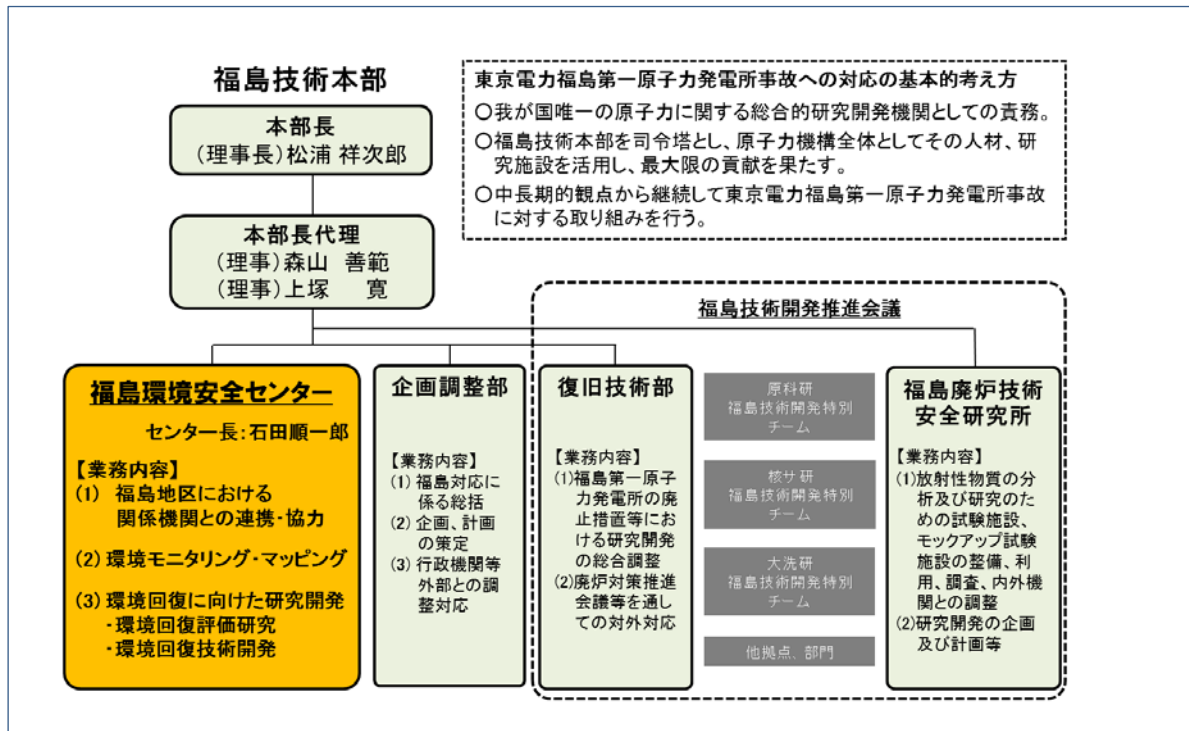 福島技術本部
本部長
(理事長)松浦 祥次郎
本部長代理
(理事)森山 善範
(理事)上塚 寛
東京電力福島第一原子力発電所事故への対応の基本的考え方
○我が国唯一の原子力に関する総合的研究開発機関としての責務。
○福島技術本部を司令塔とし、原子力機構全体としてその人材、研
究施設を活用し、最大限の貢献を果たす。
○中長期的観点から継続して東京電力福島第一原子力発電所事故
に対する取り組みを行う。
福島技術開発推進会議
福島環境安全センター
センター長:石田順一郎
【業務内容】
(1) 福島地区における
関係機関との連携・協力
(2) 環境モニタリング・マッピング
(3) 環境回復に向けた研究開発
・環境回復評価研究
・環境回復技術開発
企画調整部
【業務内容】
(1) 福島対応に
係る総括
(2) 企画、計画
の策定
(3) 行政機関等
外部との調
整対応
復旧技術部
【業務内容】
(1)福島第一原子
力発電所の廃
止措置等にお
ける研究開発
の総合調整
(2)廃炉対策推進
会議等を通し
ての対外対応
原科研
福島技術開発特別
チーム
核サ研
福島技術開発特別
チーム
大洗研
福島技術開発特別
チーム
他拠点、部門
福島廃炉技術
安全研究所
【業務内容】
(1)放射性物質の分
析及び研究のた
めの試験施設、
モックアップ試験
施設の整備、利
用、調査、内外機
関との調整
(2)研究開発の企画
及び計画等